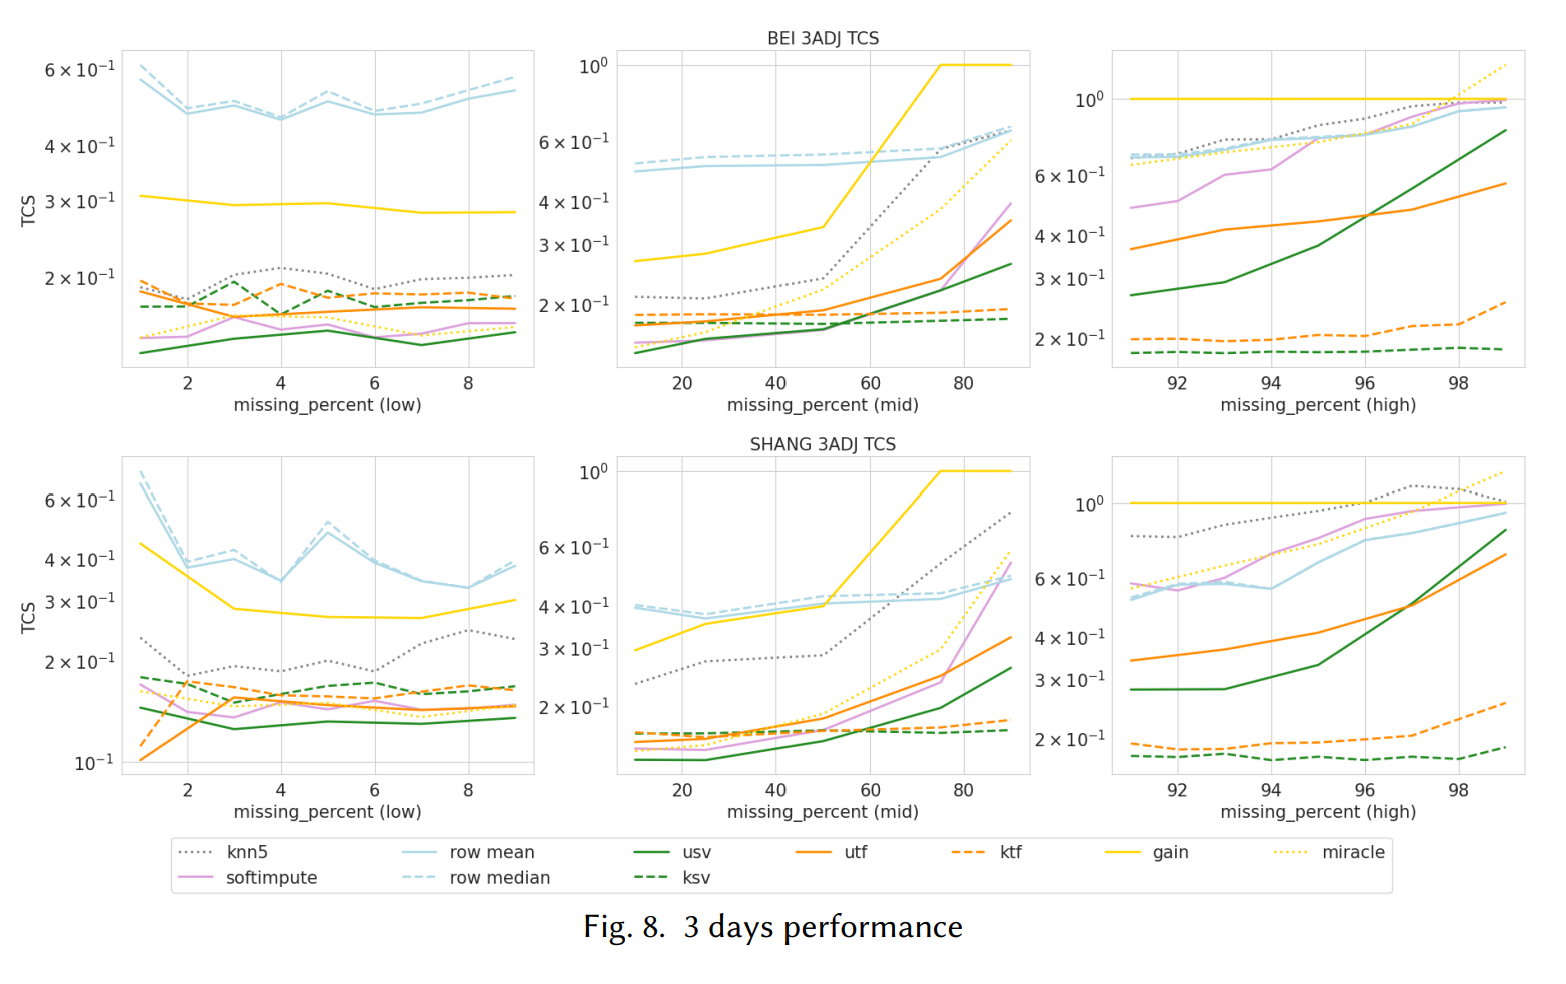 BEI 3ADJ TCS
TCS
6 × 10⁻¹
4 × 10⁻¹
3 × 10⁻¹
2 × 10⁻¹
2 4 6 8
missing_percent (low)
10⁰
6 × 10⁻¹
4 × 10⁻¹
3 × 10⁻¹
2 × 10⁻¹
20 40 60 80
missing_percent (mid)
10⁰
6 × 10⁻¹
4 × 10⁻¹
3 × 10⁻¹
2 × 10⁻¹
92 94 96 98
missing_percent (high)
SHANG 3ADJ TCS
TCS
6 × 10⁻¹
4 × 10⁻¹
3 × 10⁻¹
2 × 10⁻¹
10⁻¹
2 4 6 8
missing_percent (low)
10⁰
6 × 10⁻¹
4 × 10⁻¹
3 × 10⁻¹
2 × 10⁻¹
20 40 60 80
missing_percent (mid)
10⁰
6 × 10⁻¹
4 × 10⁻¹
3 × 10⁻¹
2 × 10⁻¹
92 94 96 98
missing_percent (high)
knn5 row mean usv utf ktf gain miracle
softimpute row median ksv
Fig. 8. 3 days performance